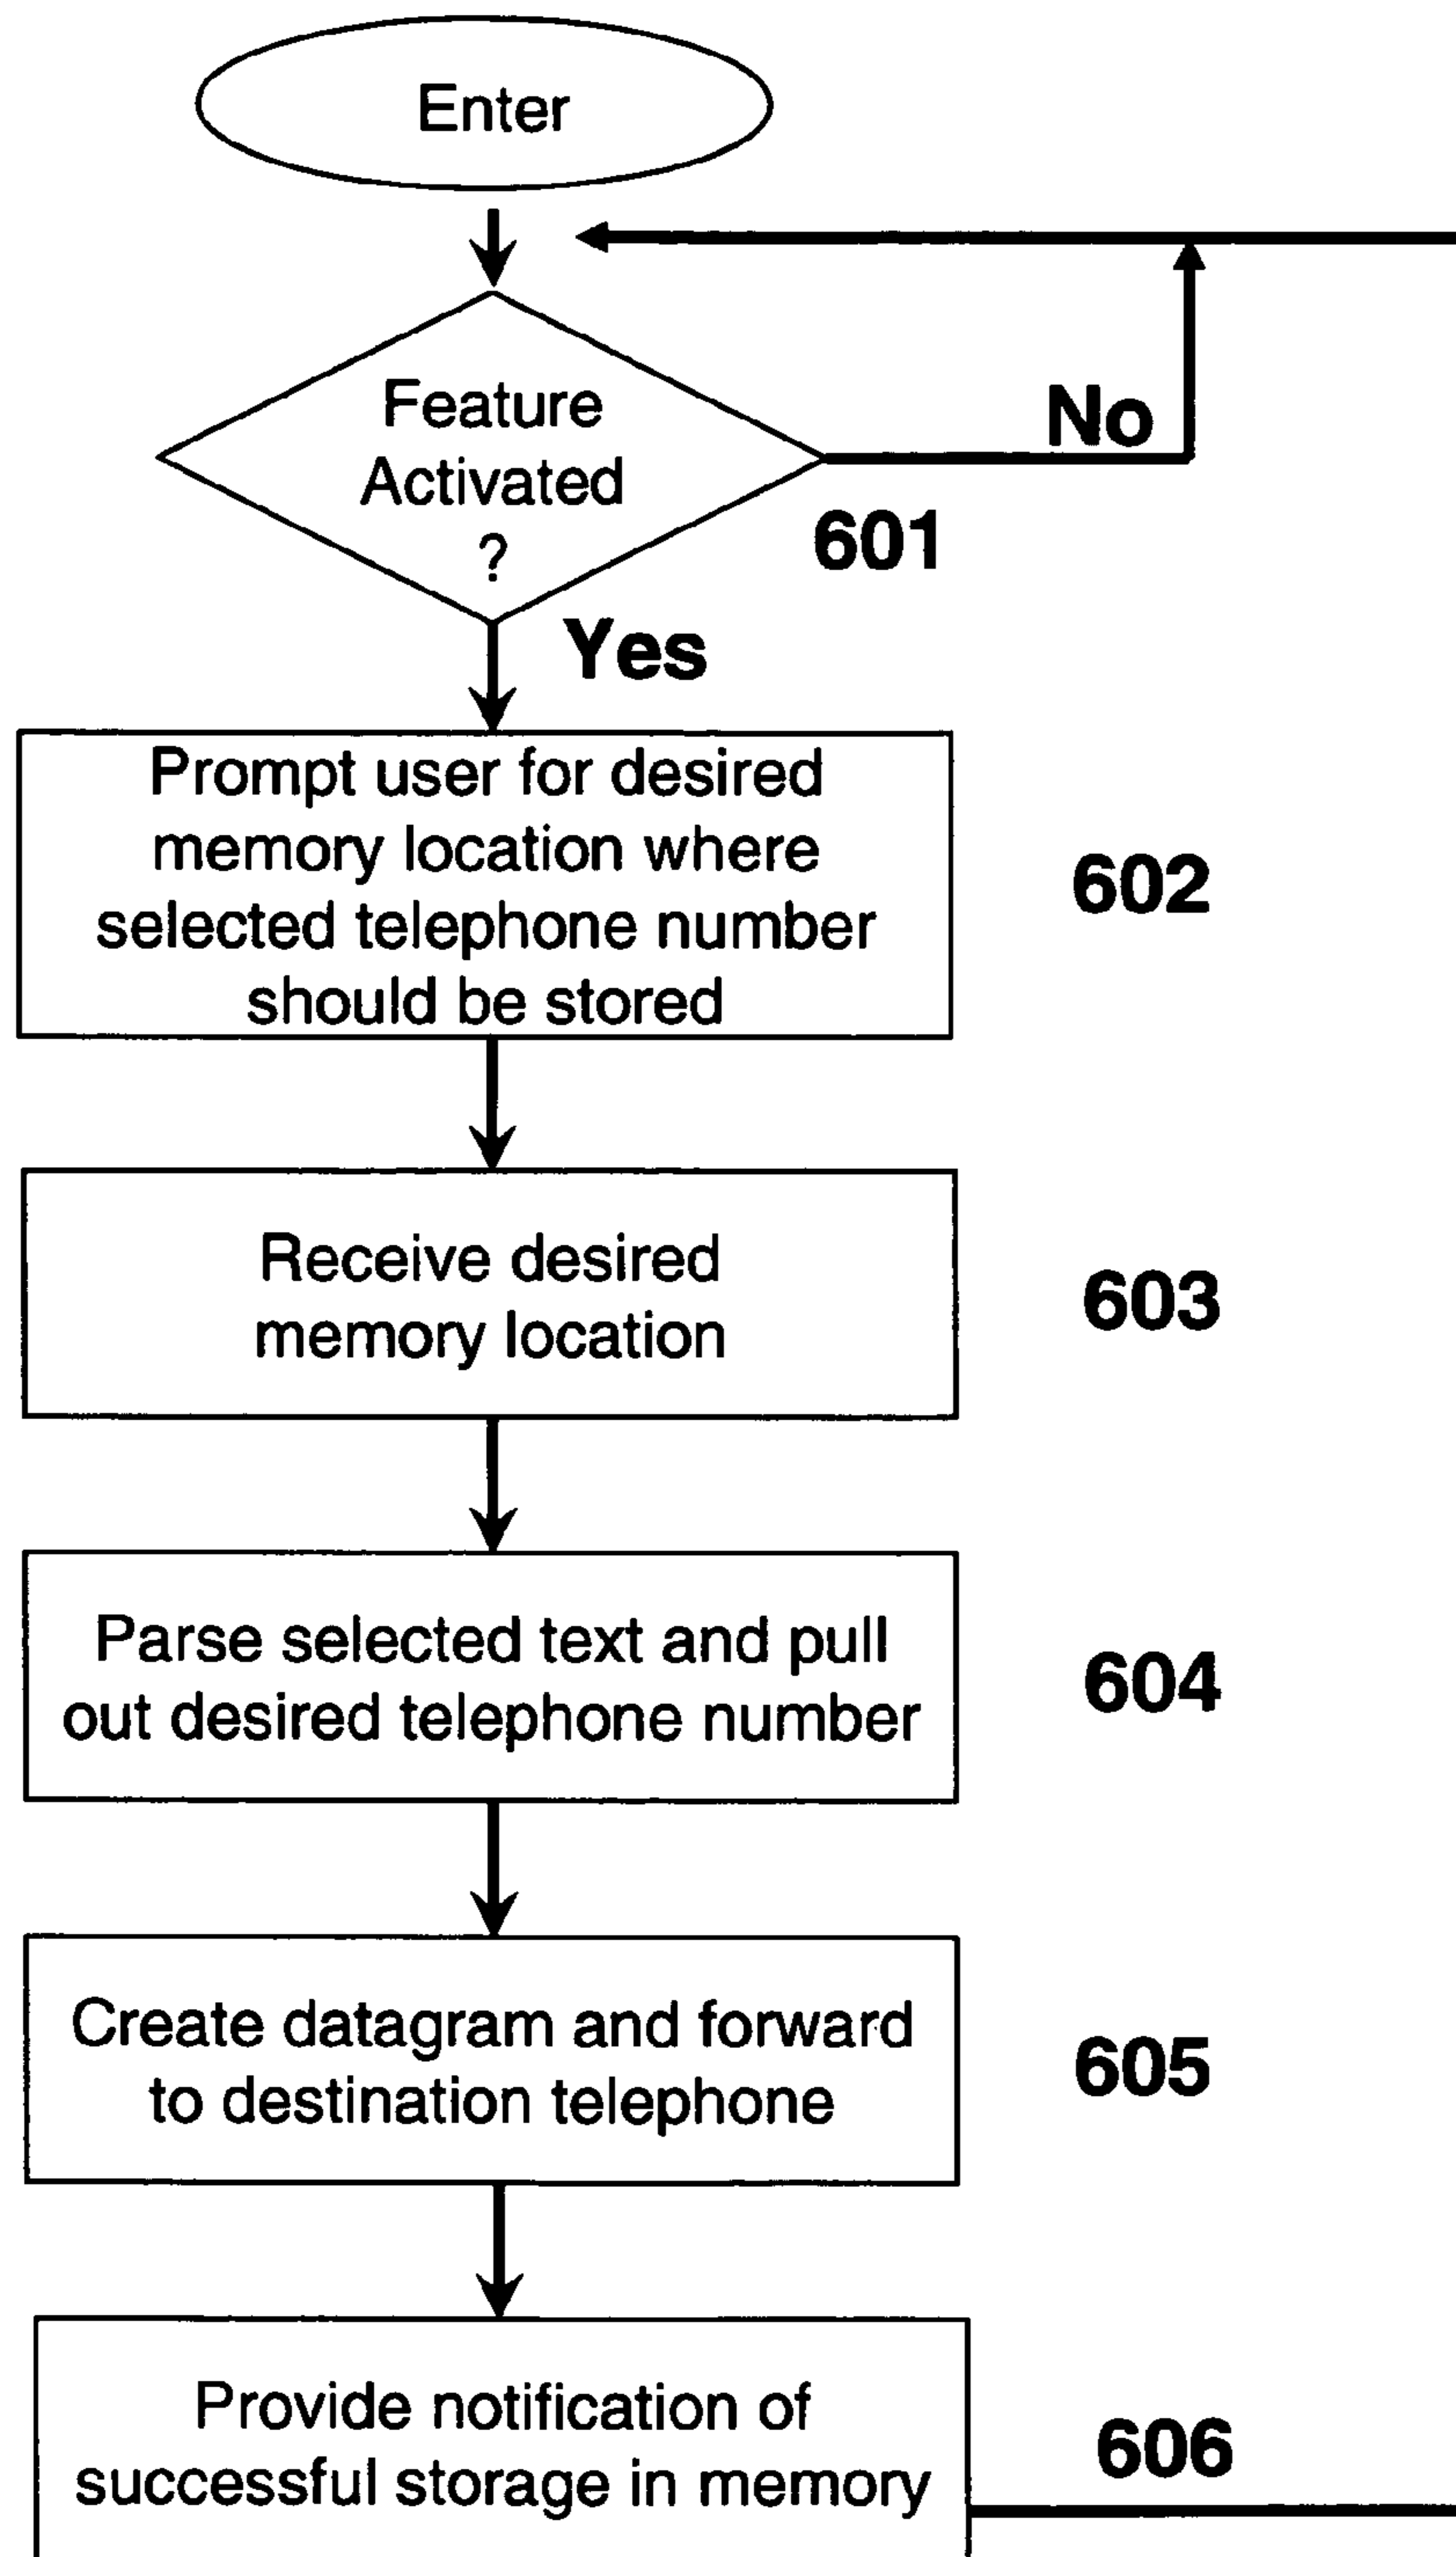 Enter
Feature
Activated
?
No
601
Yes
Prompt user for desired
memory location where
selected telephone number
should be stored
602
Receive desired
memory location
603
Parse selected text and pull
out desired telephone number
604
Create datagram and forward
to destination telephone
605
Provide notification of
successful storage in memory
606